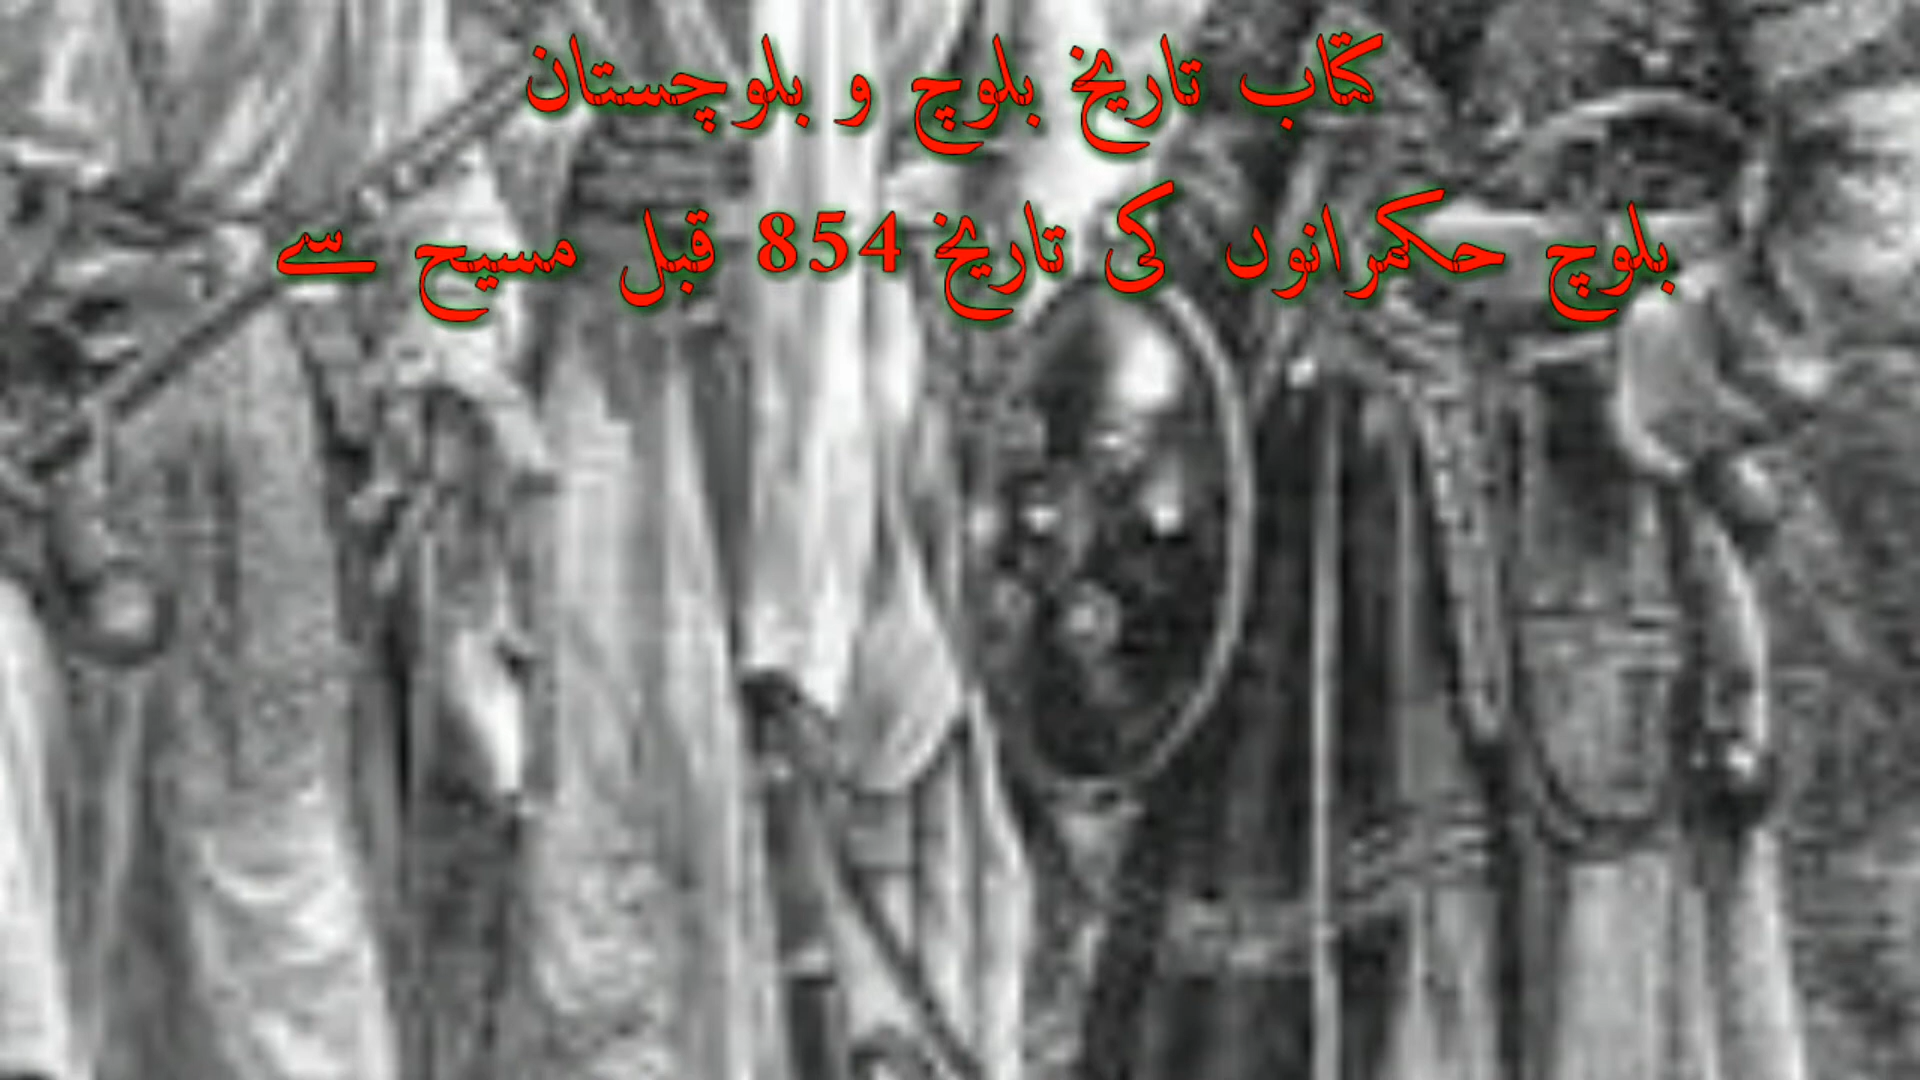 کتاب تاریخ بلوچ و بلوچستان
بلوچ حکمرانوں کی تاریخ 854 قبل مسیح سے